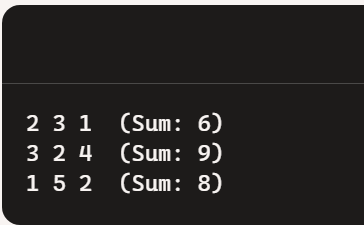 2 3 1  (Sum: 6)
3 2 4  (Sum: 9)
1 5 2  (Sum: 8)